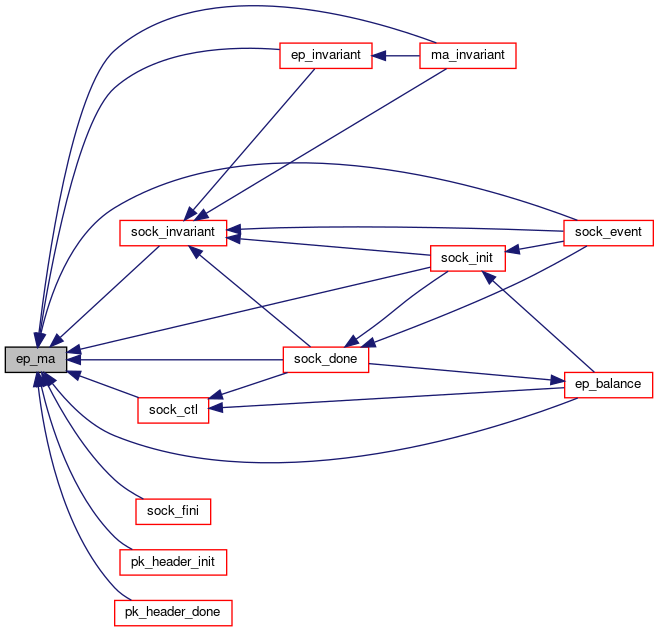 ep_invariant
ma_invariant
sock_invariant
sock_event
sock_init
ep_ma
sock_done
ep_balance
sock_ctl
sock_fini
pk_header_init
pk_header_done